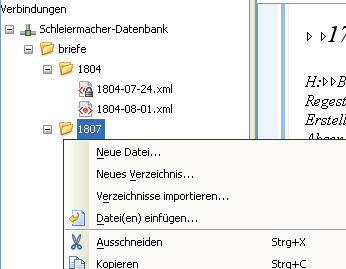 Verbindungen
Schleiermacher-Datenbank
briefe
1804
1804-07-24.xml
1804-08-01.xml
1807
Neue Datei...
Neues Verzeichnis...
Verzeichnisse importieren...
Datei(en) einfügen...
Ausschneiden Strg+X
Kopieren Strg+C
17
H:
B
Regest
Erstell